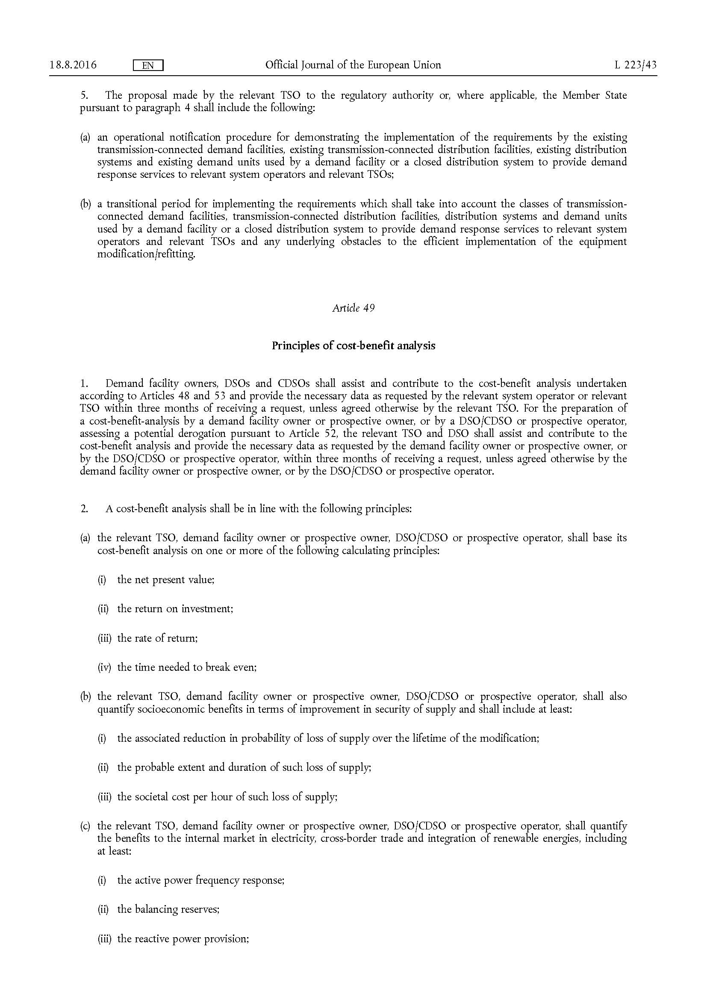 18.8.2016 EN Official Journal of the European Union L 223/43
5. The proposal made by the relevant TSO to the regulatory authority or, where applicable, the Member State
pursuant to paragraph 4 shall include the following:
(a) an operational notification procedure for demonstrating the implementation of the requirements by the existing
transmission-connected demand facilities, existing transmission-connected distribution facilities, existing distribution
systems and existing demand units used by a demand facility or a closed distribution system to provide demand
response services to relevant system operators and relevant TSOs;
(b) a transitional period for implementing the requirements which shall take into account the classes of transmission-
connected demand facilities, transmission-connected distribution facilities, distribution systems and demand units
used by a demand facility or a closed distribution system to provide demand response services to relevant system
operators and relevant TSOs and any underlying obstacles to the efficient implementation of the equipment
modification/refitting.
Article 49
Principles of cost-benefit analysis
1. Demand facility owners, DSOs and CDSOs shall assist and contribute to the cost-benefit analysis undertaken
according to Articles 48 and 53 and provide the necessary data as requested by the relevant system operator or relevant
TSO within three months of receiving a request, unless agreed otherwise by the relevant TSO. For the preparation of
a cost-benefit-analysis by a demand facility owner or prospective owner, or by a DSO/CDSO or prospective operator,
assessing a potential derogation pursuant to Article 52, the relevant TSO and DSO shall assist and contribute to the
cost-benefit analysis and provide the necessary data as requested by the demand facility owner or prospective owner, or
by the DSO/CDSO or prospective operator, within three months of receiving a request, unless agreed otherwise by the
demand facility owner or prospective owner, or by the DSO/CDSO or prospective operator.
2. A cost-benefit analysis shall be in line with the following principles:
(a) the relevant TSO, demand facility owner or prospective owner, DSO/CDSO or prospective operator, shall base its
cost-benefit analysis on one or more of the following calculating principles:
(i) the net present value;
(ii) the return on investment;
(iii) the rate of return;
(iv) the time needed to break even;
(b) the relevant TSO, demand facility owner or prospective owner, DSO/CDSO or prospective operator, shall also
quantify socioeconomic benefits in terms of improvement in security of supply and shall include at least:
(i) the associated reduction in probability of loss of supply over the lifetime of the modification;
(ii) the probable extent and duration of such loss of supply;
(iii) the societal cost per hour of such loss of supply;
(c) the relevant TSO, demand facility owner or prospective owner, DSO/CDSO or prospective operator, shall quantify
the benefits to the internal market in electricity, cross-border trade and integration of renewable energies, including
at least:
(i) the active power frequency response;
(ii) the balancing reserves;
(iii) the reactive power provision;